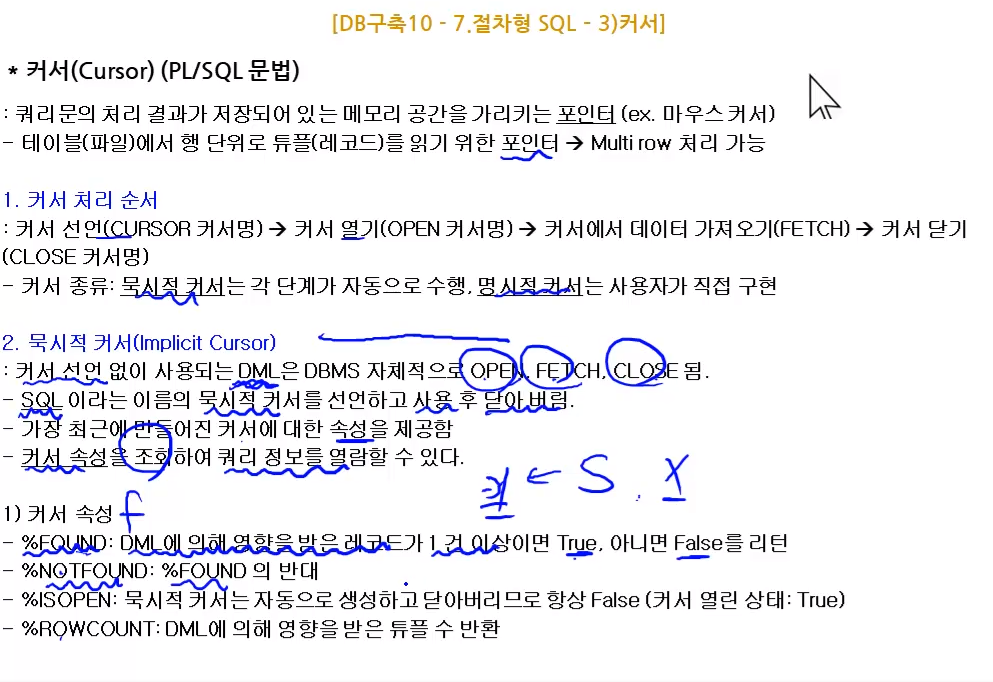 [DB구축10 - 7.절차형 SQL - 3)커서]
* 커서(Cursor) (PL/SQL 문법)
: 쿼리문의 처리 결과가 저장되어 있는 메모리 공간을 가리키는 포인터 (ex. 마우스 커서)
- 테이블(파일)에서 행 단위로 튜플(레코드)를 읽기 위한 포인터 → Multi row 처리 가능
1. 커서 처리 순서
: 커서 선언(CURSOR 커서명) → 커서 열기(OPEN 커서명) → 커서에서 데이터 가져오기(FETCH) → 커서 닫기
(CLOSE 커서명)
- 커서 종류: 묵시적 커서는 각 단계가 자동으로 수행, 명시적 커서는 사용자가 직접 구현
2. 묵시적 커서(Implicit Cursor)
: 커서 선언 없이 사용되는 DML은 DBMS 자체적으로 OPEN, FETCH, CLOSE 됨.
- SQL 이라는 이름의 묵시적 커서를 선언하고 사용 후 닫아 버림.
- 가장 최근에 만들어진 커서에 대한 속성을 제공함
- 커서 속성을 조회하여 쿼리 정보를 열람할 수 있다.
← S . X
1) 커서 속성 f
- %FOUND: DML에 의해 영향을 받은 레코드가 1 건 이상이면 True, 아니면 False를 리턴
- %NOTFOUND: %FOUND 의 반대
- %ISOPEN: 묵시적 커서는 자동으로 생성하고 닫아버리므로 항상 False (커서 열린 상태: True)
- %ROWCOUNT: DML에 의해 영향을 받은 튜플 수 반환